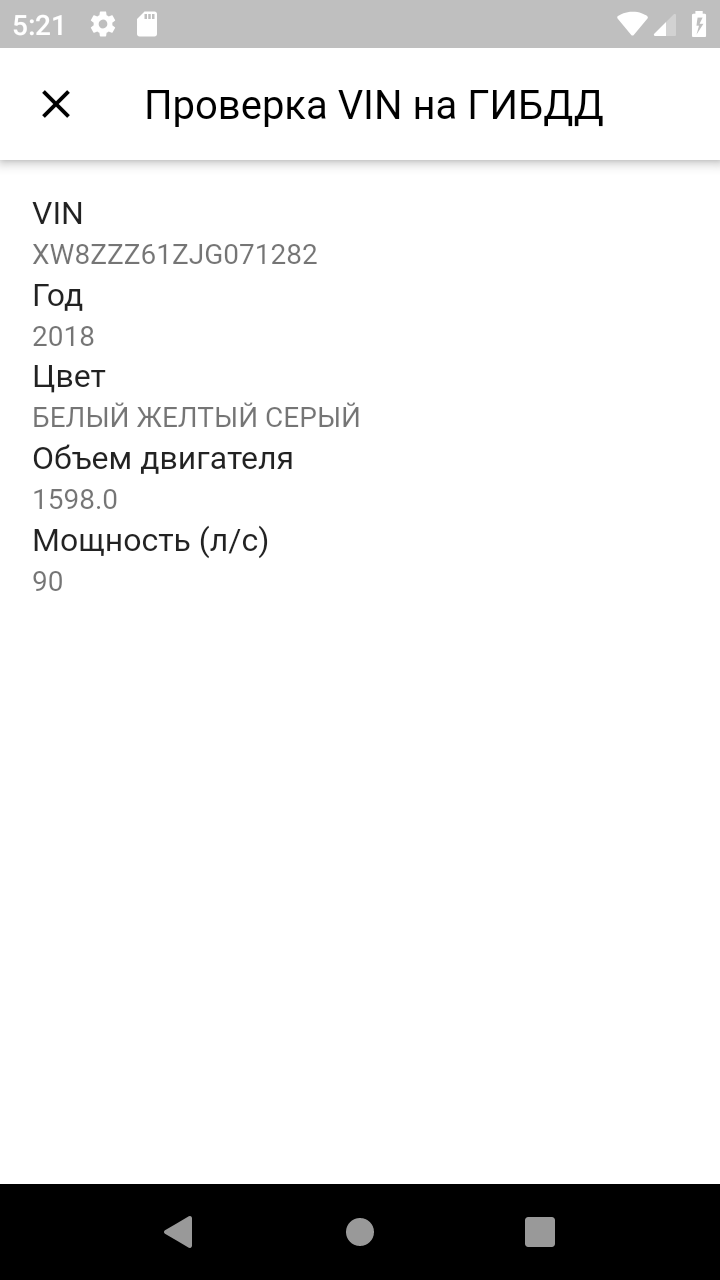 5:21
Проверка VIN на ГИБДД
VIN
XW8ZZZ61ZJG071282
Год
2018
Цвет
БЕЛЫЙ ЖЕЛТЫЙ СЕРЫЙ
Объем двигателя
1598.0
Мощность (л/с)
90